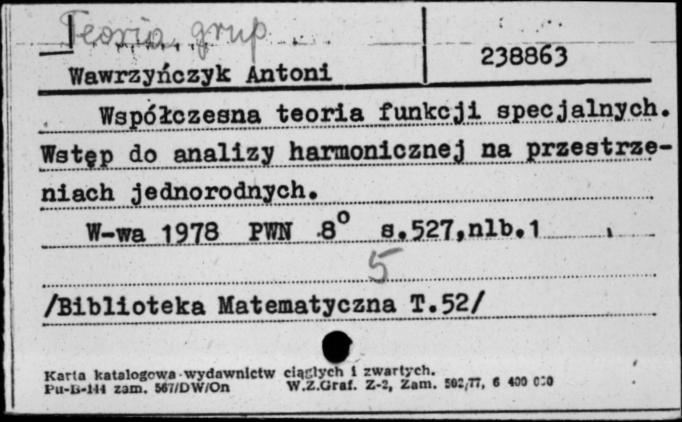 Teoria grup
238863
Wawrzyńczyk Antoni
Współczesna teoria funkcji specjalnych.
Wstęp do analizy harmonicznej na przestrze-
niach jednorodnych.
W-wa 1978 PWN 8° s.527,nlb.1
5
/Biblioteka Matematyczna T.52/
Karta katalogowa wydawnictw ciągłych i zwartych.
Pu-B-144 zam. 567/DW/On W.Z.Graf. Z-2, Zam. 502/77, 6 400 000